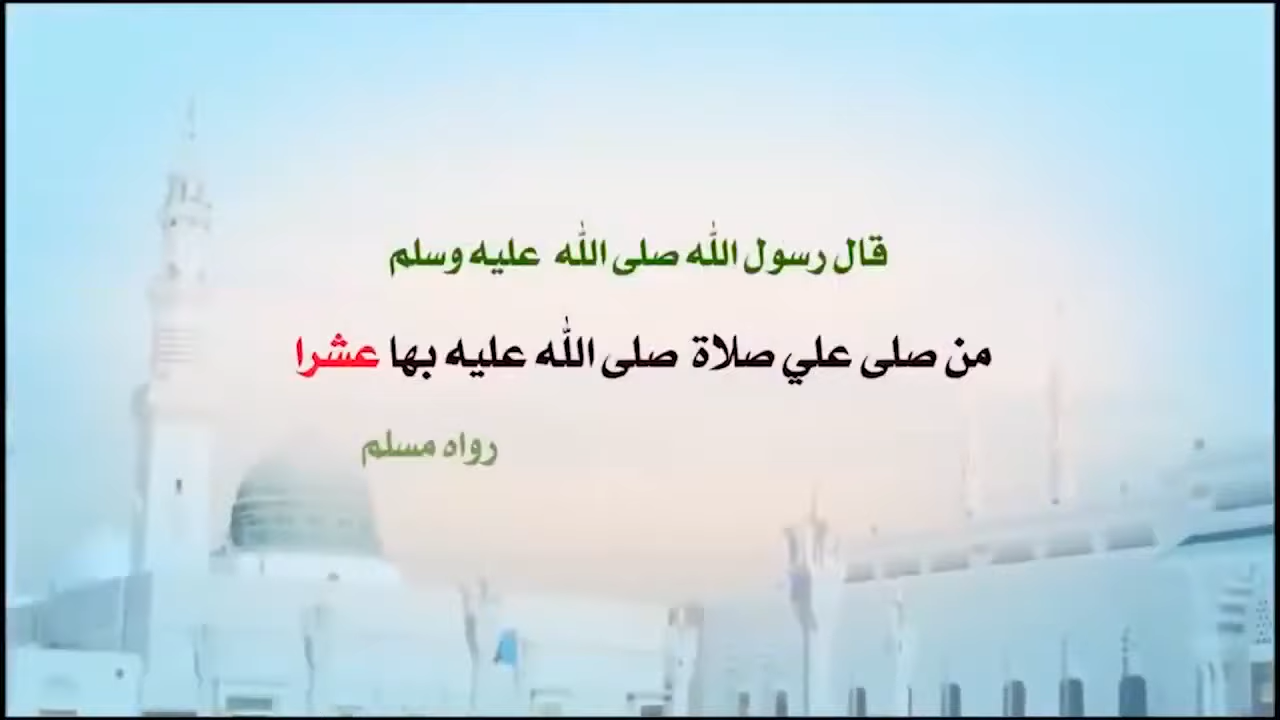 قال رسول الله صلى الله عليه وسلم
من صلى علي صلاة صلى الله عليه بها عشرا
رواه مسلم